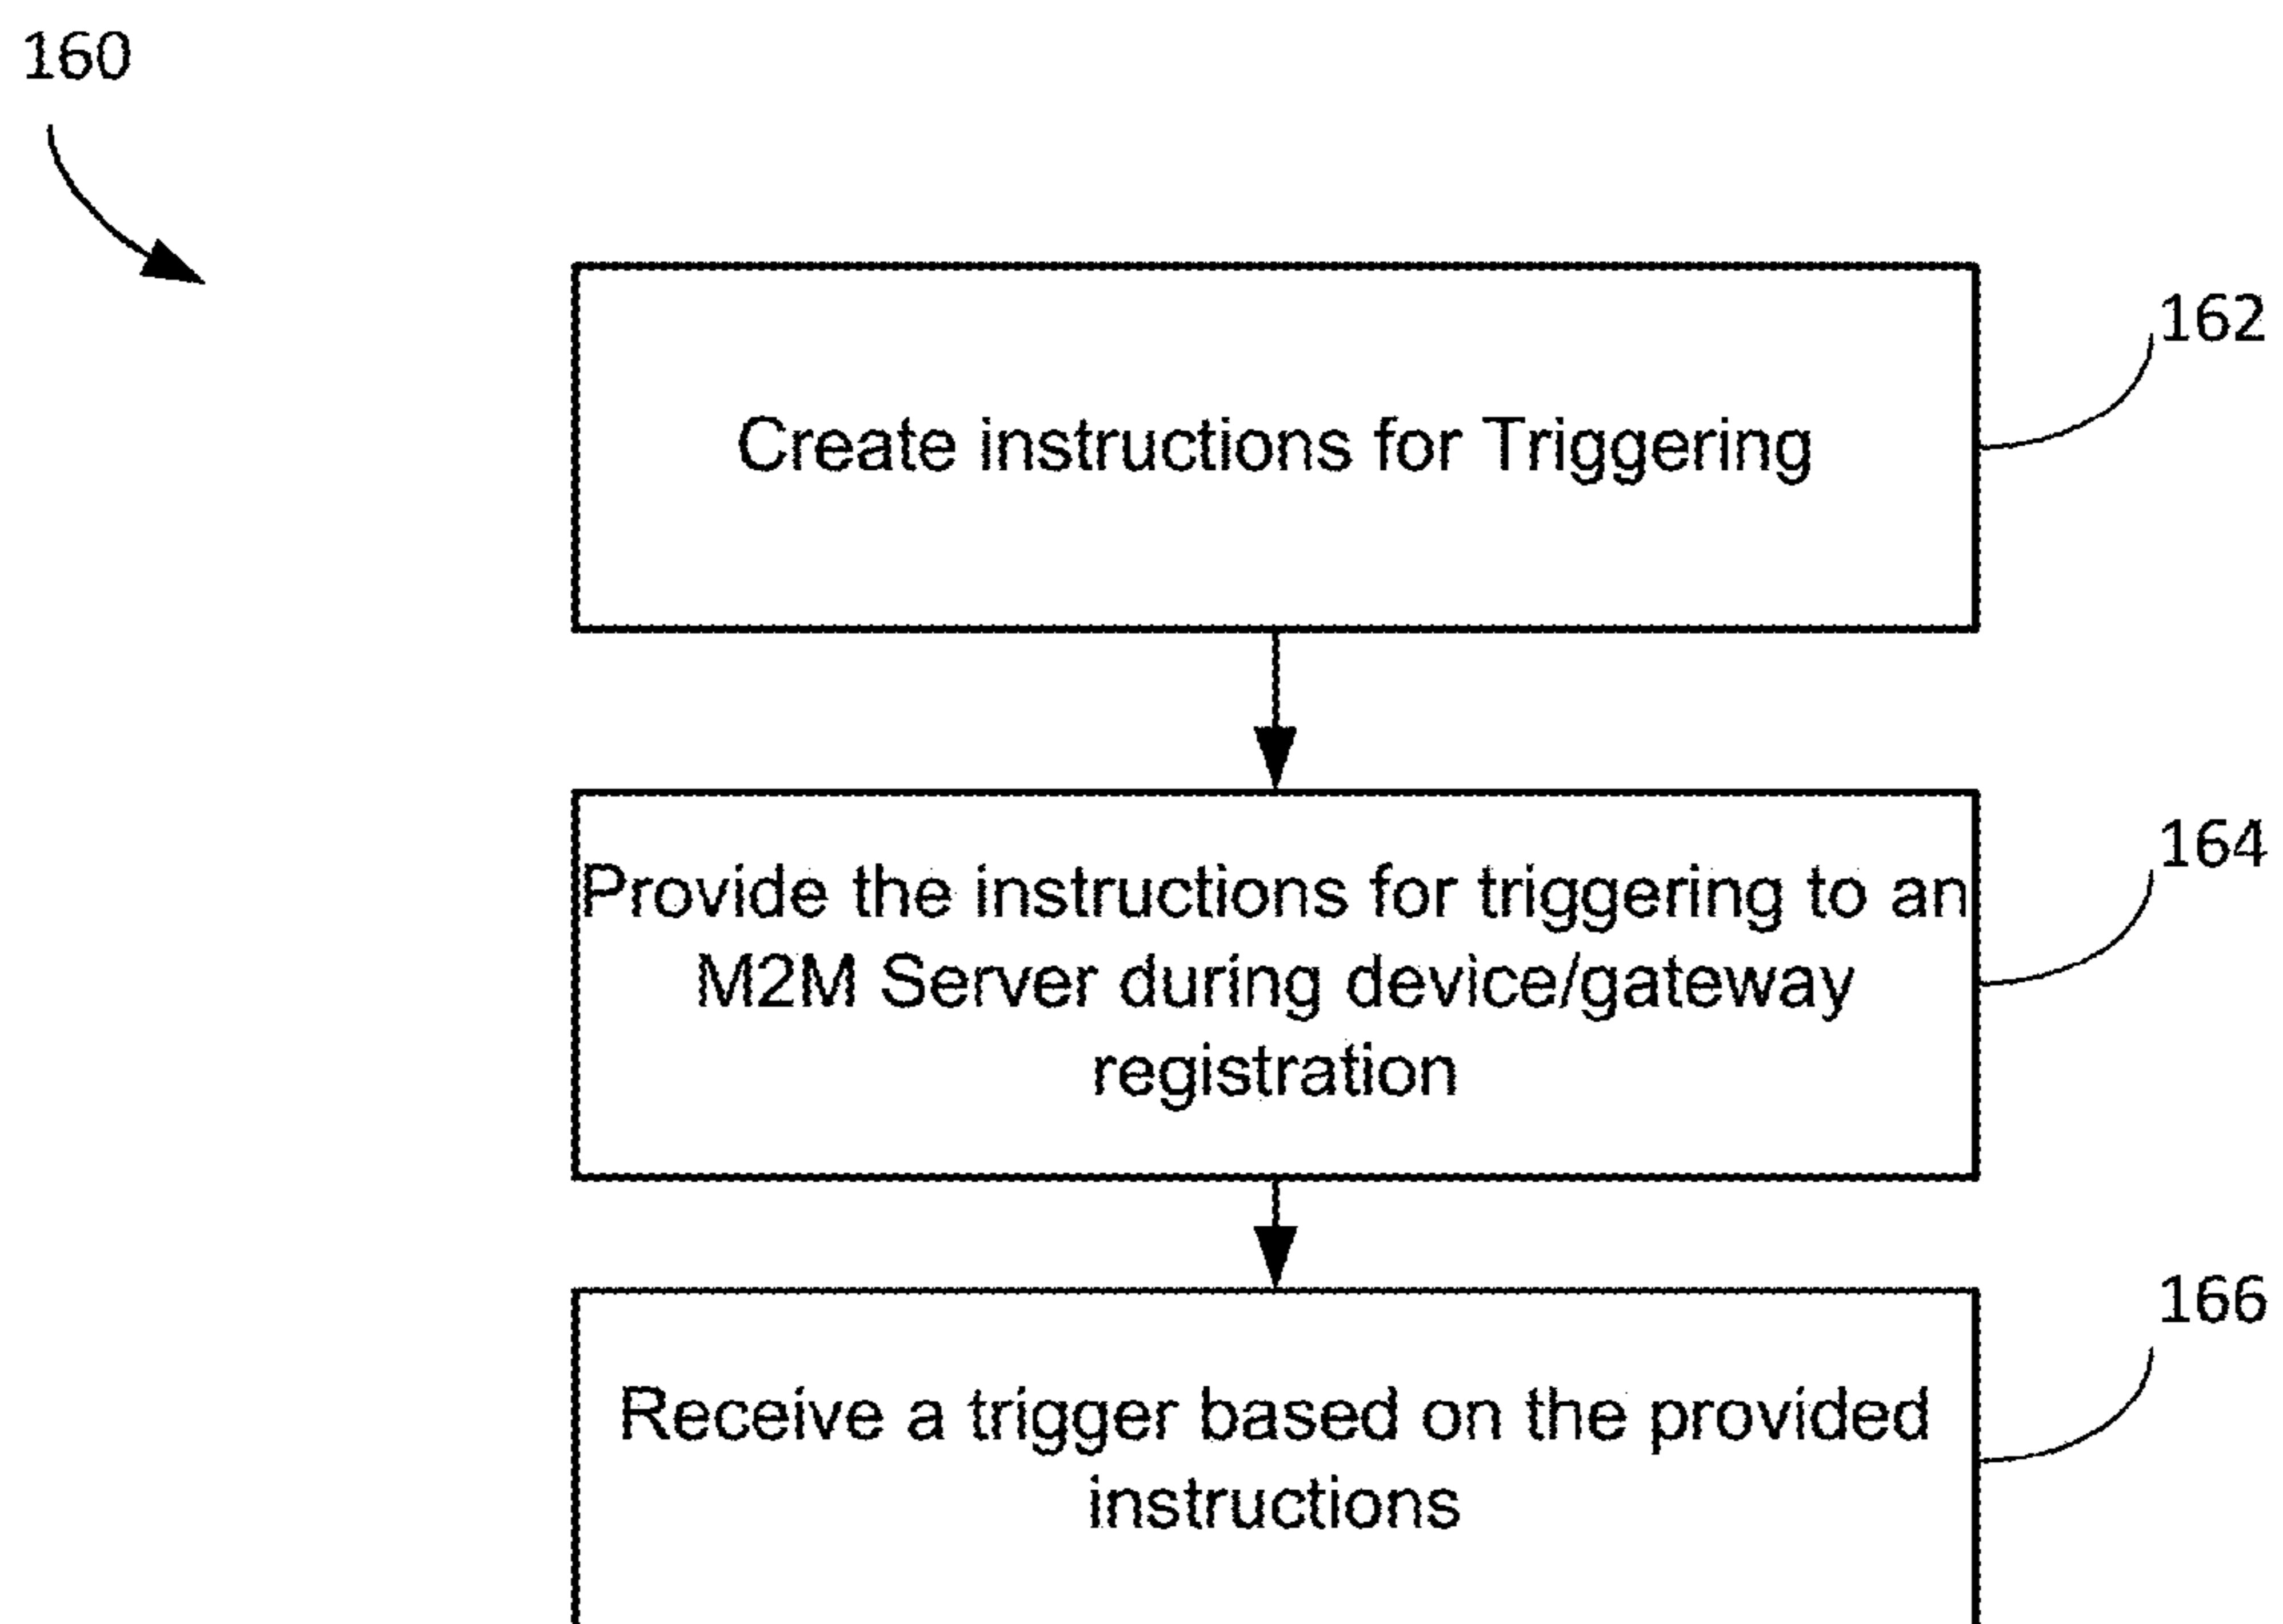 160
162
Create instructions for Triggering
164
Provide the instructions for triggering to an
M2M Server during device/gateway
registration
166
Receive a trigger based on the provided
instructions